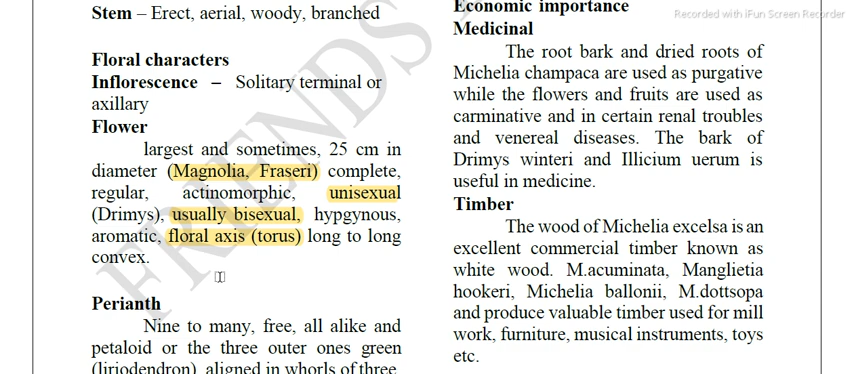 Stem – Erect, aerial, woody, branched
Floral characters
Inflorescence – Solitary terminal or
axillary
Flower
largest and sometimes, 25 cm in
diameter (Magnolia, Fraseri) complete,
regular, actinomorphic, unisexual
(Drimys), usually bisexual, hypgynous,
aromatic, floral axis (torus) long to long
convex.
Perianth
Nine to many, free, all alike and
petaloid or the three outer ones green
(liriodendron), aligned in whorls of three,
Economic importance
Medicinal
The root bark and dried roots of
Michelia champaca are used as purgative
while the flowers and fruits are used as
carminative and in certain renal troubles
and venereal diseases. The bark of
Drimys winteri and Illicium uerum is
useful in medicine.
Timber
The wood of Michelia excelsa is an
excellent commercial timber known as
white wood. M.acuminata, Manglietia
hookeri, Michelia ballonii, M.dottsopa
and produce valuable timber used for mill
work, furniture, musical instruments, toys
etc.
Recorded with iFun Screen Recorder
FRIENDS